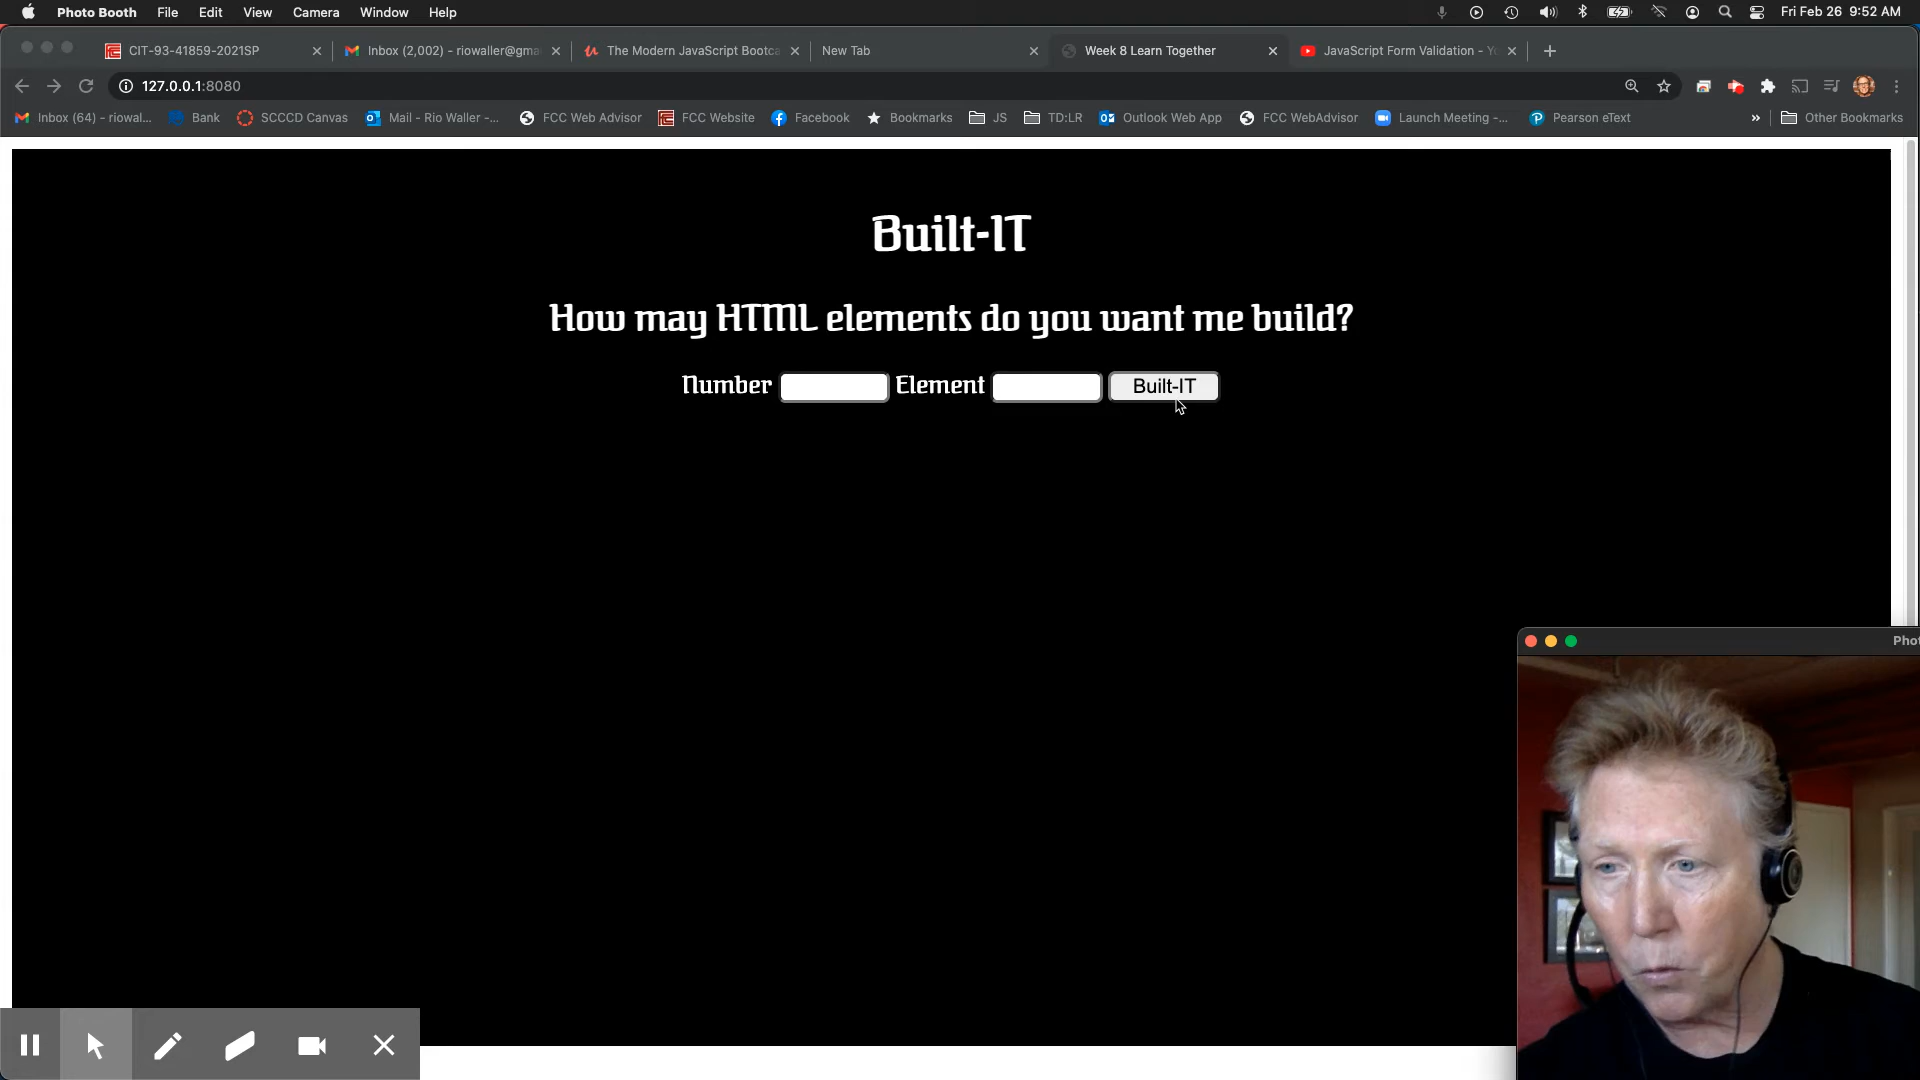 Photo Booth File Edit View Camera Window Help Fri Feb 26 9:52 AM
CIT-93-41859-2021SP Inbox (2,002) - riowaller@gma The Modern JavaScript Bootca New Tab Week 8 Learn Together JavaScript Form Validation - Yo
127.0.0.1:8080
Inbox (64) - riowal... Bank SCCCD Canvas Mail - Rio Waller -... FCC Web Advisor FCC Website Facebook Bookmarks JS TD:LR Outlook Web App FCC WebAdvisor Launch Meeting -... Pearson eText » Other Bookmarks
Built-IT
How may HTML elements do you want me build?
Number Element Built-IT
Phot